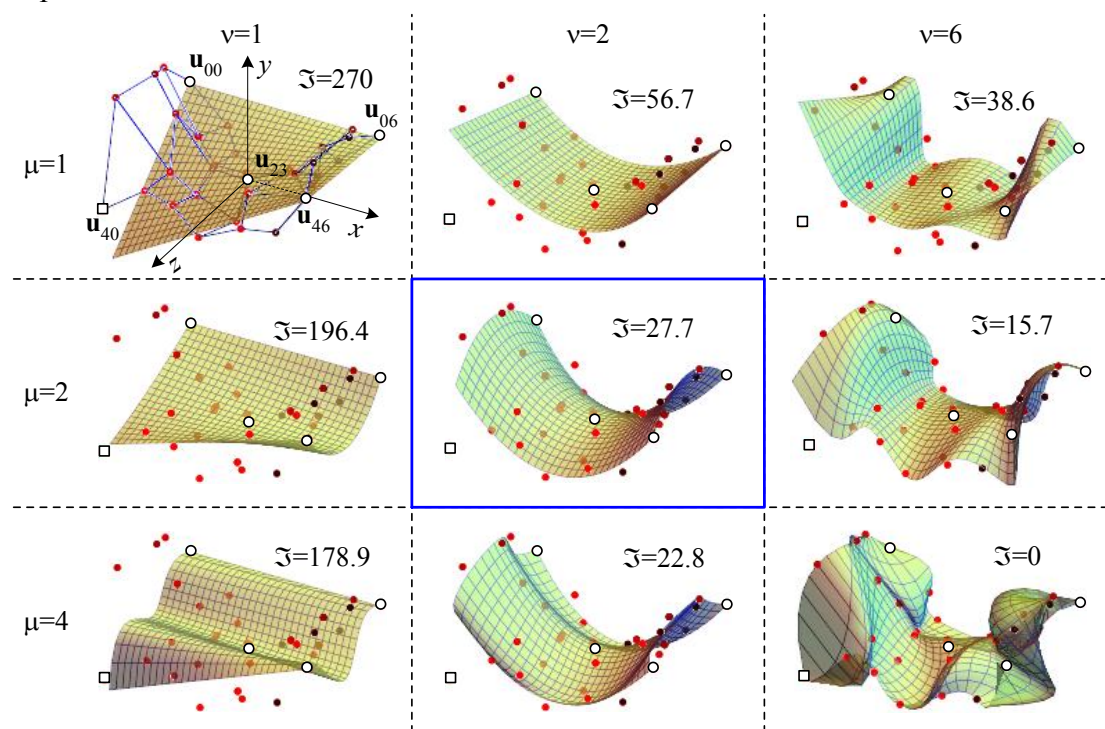 ν=1 ν=2 ν=6
μ=1
u₀₀ y ℑ=270 u₀₆ u₂₃ u₄₀ u₄₆ x z
ℑ=56.7
ℑ=38.6
μ=2
ℑ=196.4
ℑ=27.7
ℑ=15.7
μ=4
ℑ=178.9
ℑ=22.8
ℑ=0